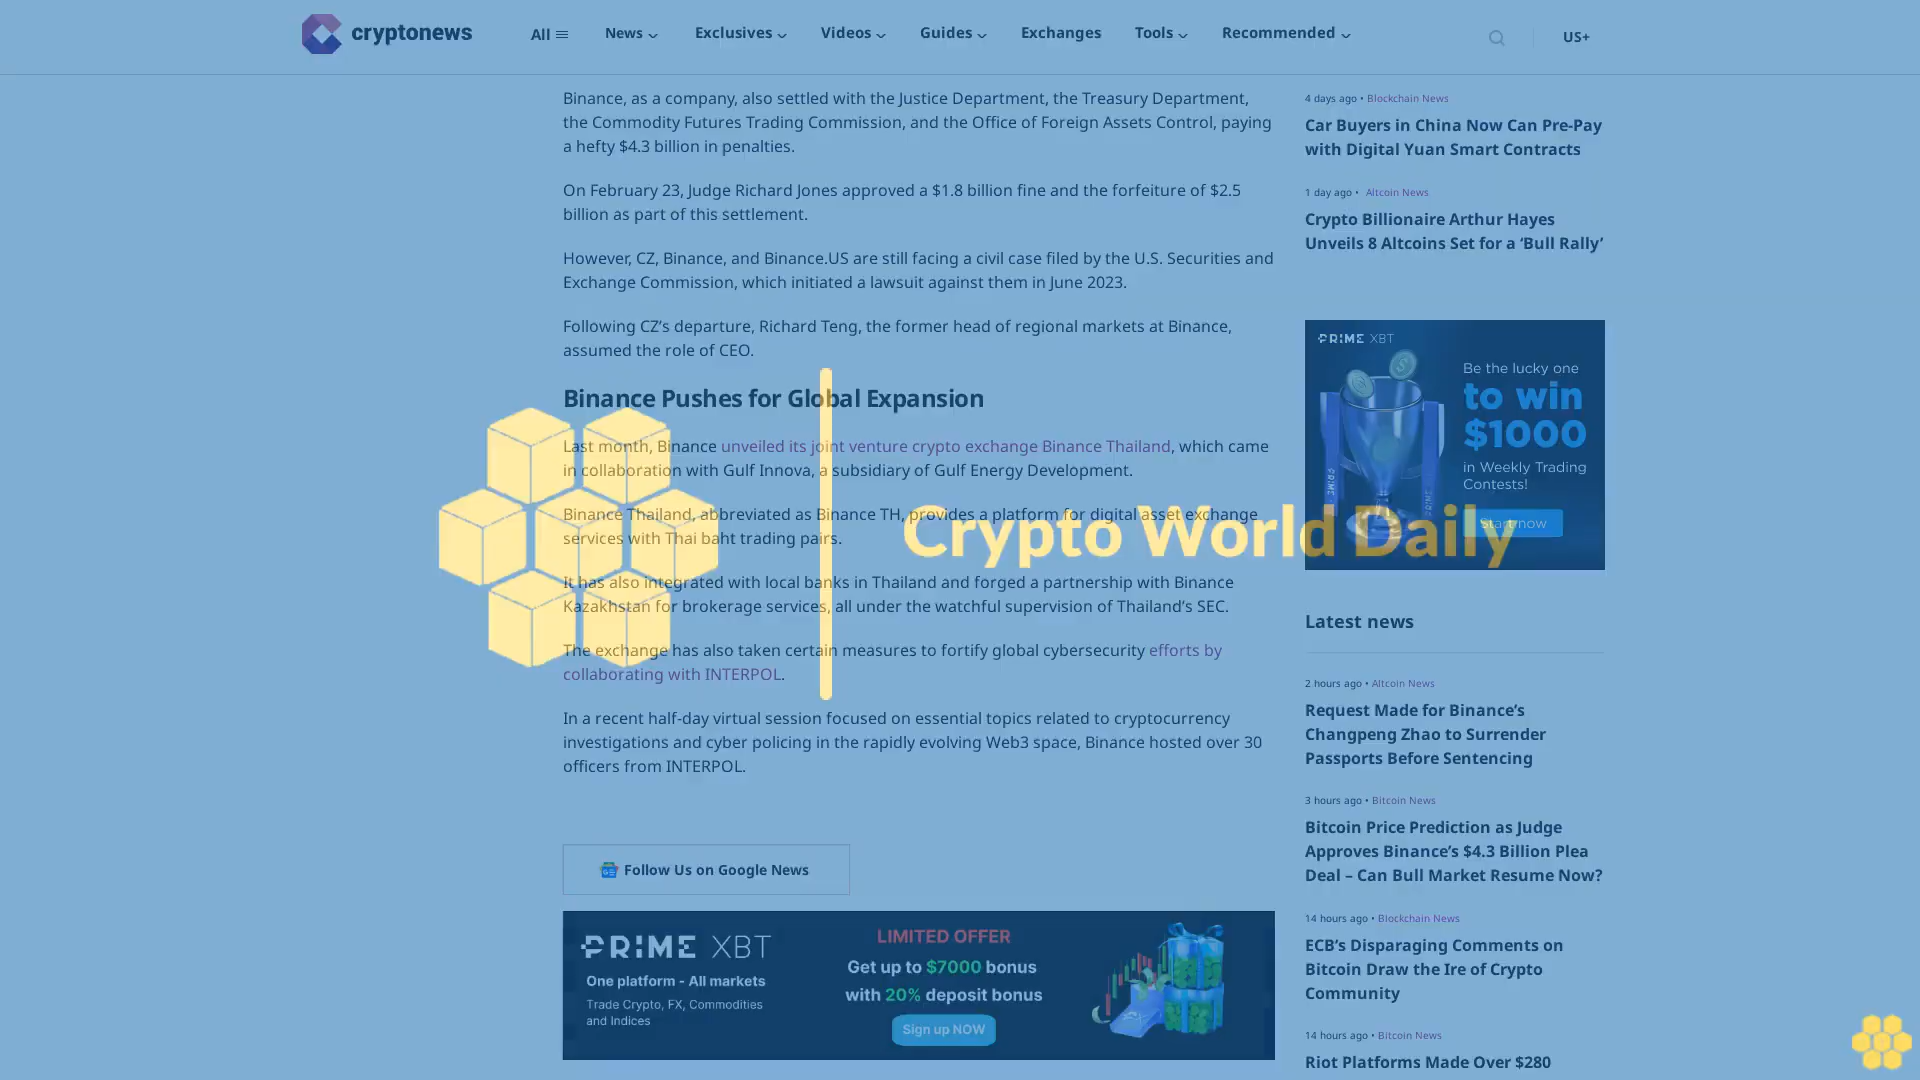 cryptonews
All
News
Exclusives
Videos
Guides
Exchanges
Tools
Recommended
US+
Binance, as a company, also settled with the Justice Department, the Treasury Department,
the Commodity Futures Trading Commission, and the Office of Foreign Assets Control, paying
a hefty $4.3 billion in penalties.
On February 23, Judge Richard Jones approved a $1.8 billion fine and the forfeiture of $2.5
billion as part of this settlement.
However, CZ, Binance, and Binance.US are still facing a civil case filed by the U.S. Securities and
Exchange Commission, which initiated a lawsuit against them in June 2023.
Following CZ’s departure, Richard Teng, the former head of regional markets at Binance,
assumed the role of CEO.
Binance Pushes for Global Expansion
Last month, Binance unveiled its joint venture crypto exchange Binance Thailand, which came
in collaboration with Gulf Innova, a subsidiary of Gulf Energy Development.
Binance Thailand, abbreviated as Binance TH, provides a platform for digital asset exchange
services with Thai baht trading pairs.
It has also integrated with local banks in Thailand and forged a partnership with Binance
Kazakhstan for brokerage services, all under the watchful supervision of Thailand’s SEC.
The exchange has also taken certain measures to fortify global cybersecurity efforts by
collaborating with INTERPOL.
In a recent half-day virtual session focused on essential topics related to cryptocurrency
investigations and cyber policing in the rapidly evolving Web3 space, Binance hosted over 30
officers from INTERPOL.
Crypto World Daily
Follow Us on Google News
PRIME XBT
One platform - All markets
Trade Crypto, FX, Commodities
and Indices
LIMITED OFFER
Get up to $7000 bonus
with 20% deposit bonus
Sign up NOW
4 days ago • Blockchain News
Car Buyers in China Now Can Pre-Pay
with Digital Yuan Smart Contracts
1 day ago • Altcoin News
Crypto Billionaire Arthur Hayes
Unveils 8 Altcoins Set for a ‘Bull Rally’
PRIME XBT
Be the lucky one
to win
$1000
in Weekly Trading
Contests!
Start now
PRIME
Latest news
2 hours ago • Altcoin News
Request Made for Binance’s
Changpeng Zhao to Surrender
Passports Before Sentencing
3 hours ago • Bitcoin News
Bitcoin Price Prediction as Judge
Approves Binance’s $4.3 Billion Plea
Deal – Can Bull Market Resume Now?
14 hours ago • Blockchain News
ECB’s Disparaging Comments on
Bitcoin Draw the Ire of Crypto
Community
14 hours ago • Bitcoin News
Riot Platforms Made Over $280